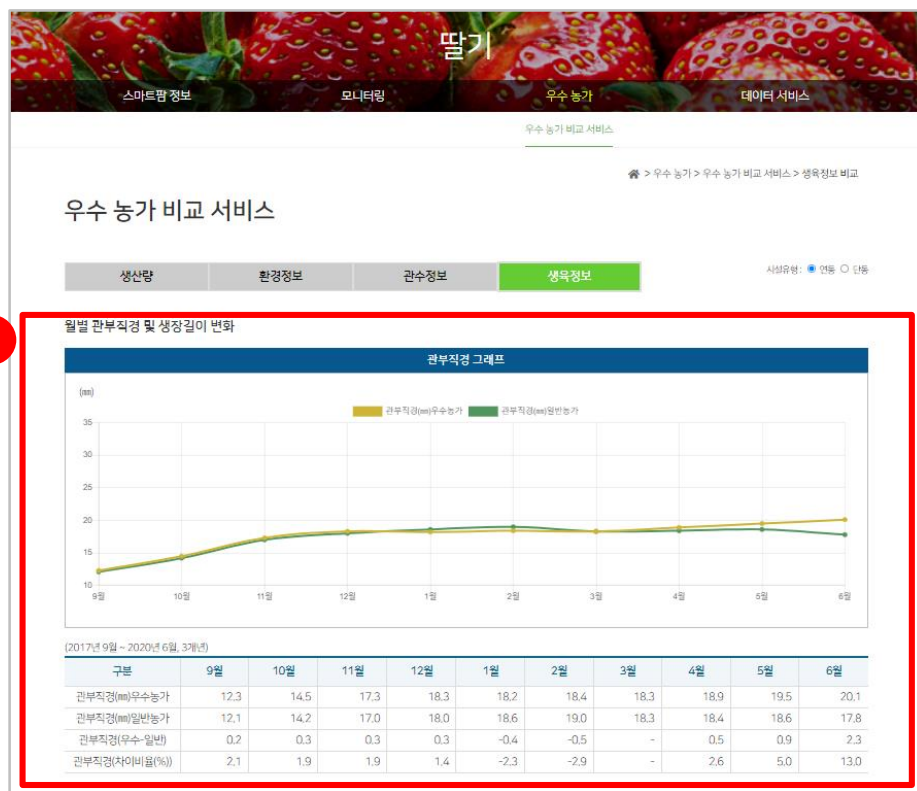 딸기
스마트팜 정보 모니터링 우수 농가 데이터 서비스
우수 농가 비교 서비스
> 우수 농가 > 우수 농가 비교 서비스 > 생육정보 비교
우수 농가 비교 서비스
생산량 환경정보 관수정보 생육정보
시설유형: 연동 단동
월별 관부직경 및 생장길이 변화
관부직경 그래프
(mm)
관부직경(mm)우수농가 관부직경(mm)일반농가
35
30
25
20
15
10
9월 10월 11월 12월 1월 2월 3월 4월 5월 6월
(2017년 9월 ~ 2020년 6월, 3개년)
구분 9월 10월 11월 12월 1월 2월 3월 4월 5월 6월
관부직경(mm)우수농가 12.3 14.5 17.3 18.3 18.2 18.4 18.3 18.9 19.5 20.1
관부직경(mm)일반농가 12.1 14.2 17.0 18.0 18.6 19.0 18.3 18.4 18.6 17.8
관부직경(우수-일반) 0.2 0.3 0.3 0.3 -0.4 -0.5 - 0.5 0.9 2.3
관부직경(차이비율(%)) 2.1 1.9 1.9 1.4 -2.3 -2.9 - 2.6 5.0 13.0